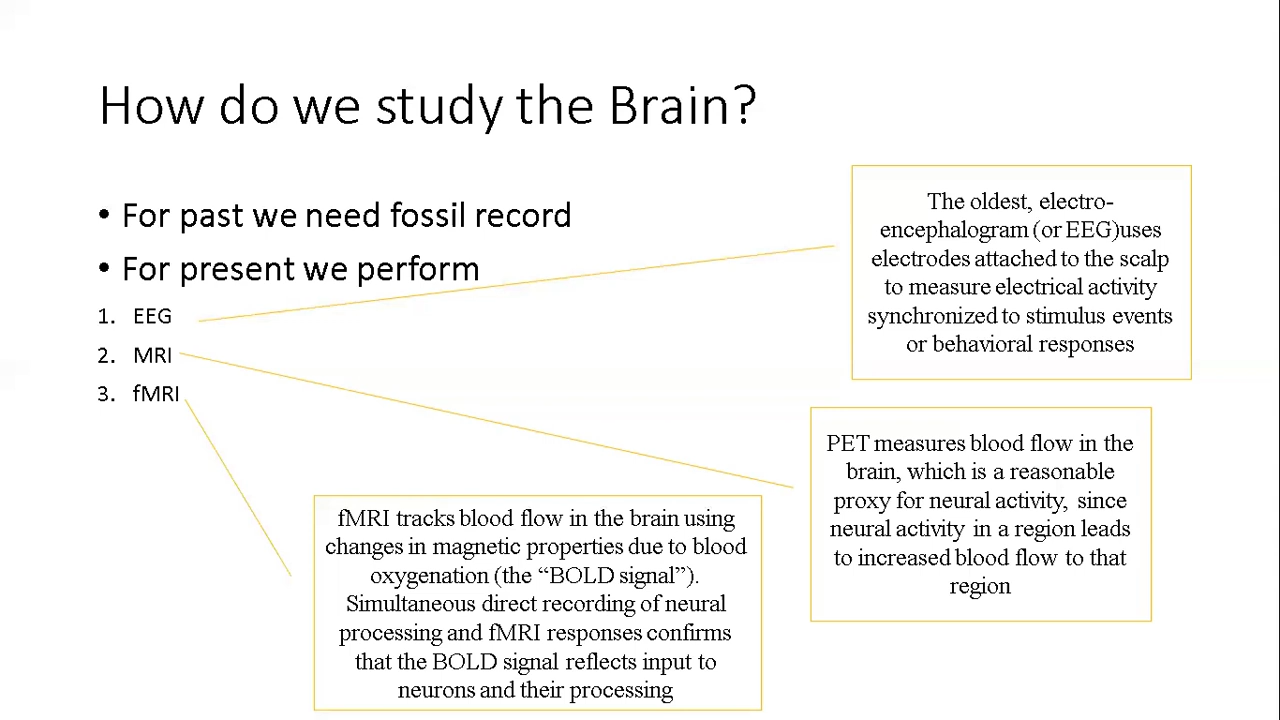 How do we study the Brain?
• For past we need fossil record
• For present we perform
1. EEG
2. MRI
3. fMRI
The oldest, electro-
encephalogram (or EEG)uses
electrodes attached to the scalp
to measure electrical activity
synchronized to stimulus events
or behavioral responses
PET measures blood flow in the
brain, which is a reasonable
proxy for neural activity, since
neural activity in a region leads
to increased blood flow to that
region
fMRI tracks blood flow in the brain using
changes in magnetic properties due to blood
oxygenation (the “BOLD signal”).
Simultaneous direct recording of neural
processing and fMRI responses confirms
that the BOLD signal reflects input to
neurons and their processing